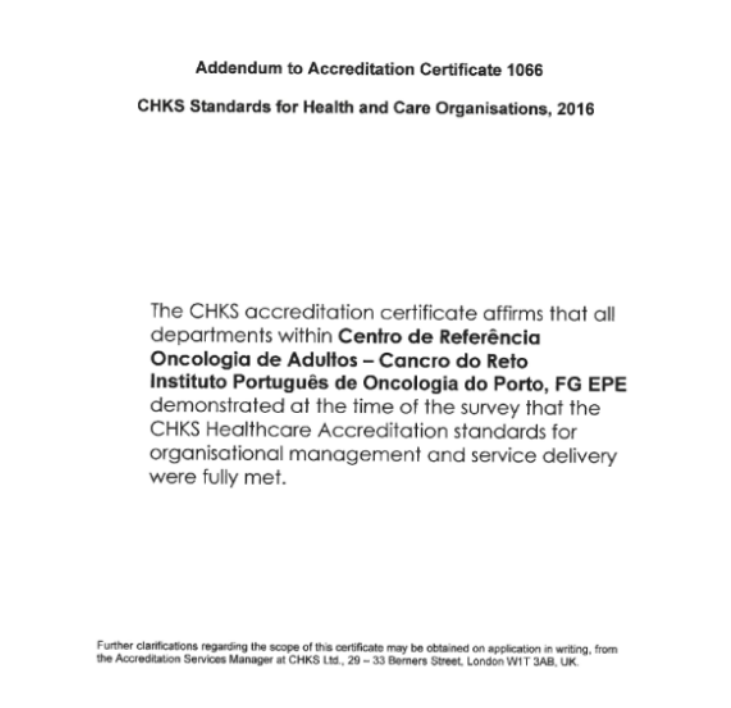 Addendum to Accreditation Certificate 1066
CHKS Standards for Health and Care Organisations, 2016
The CHKS accreditation certificate affirms that all
departments within Centro de Referência
Oncologia de Adultos – Cancro do Reto
Instituto Português de Oncologia do Porto, FG EPE
demonstrated at the time of the survey that the
CHKS Healthcare Accreditation standards for
organisational management and service delivery
were fully met.
Further clarifications regarding the scope of this certificate may be obtained on application in writing, from
the Accreditation Services Manager at CHKS Ltd., 29 – 33 Berners Street, London W1T 3AB, UK.